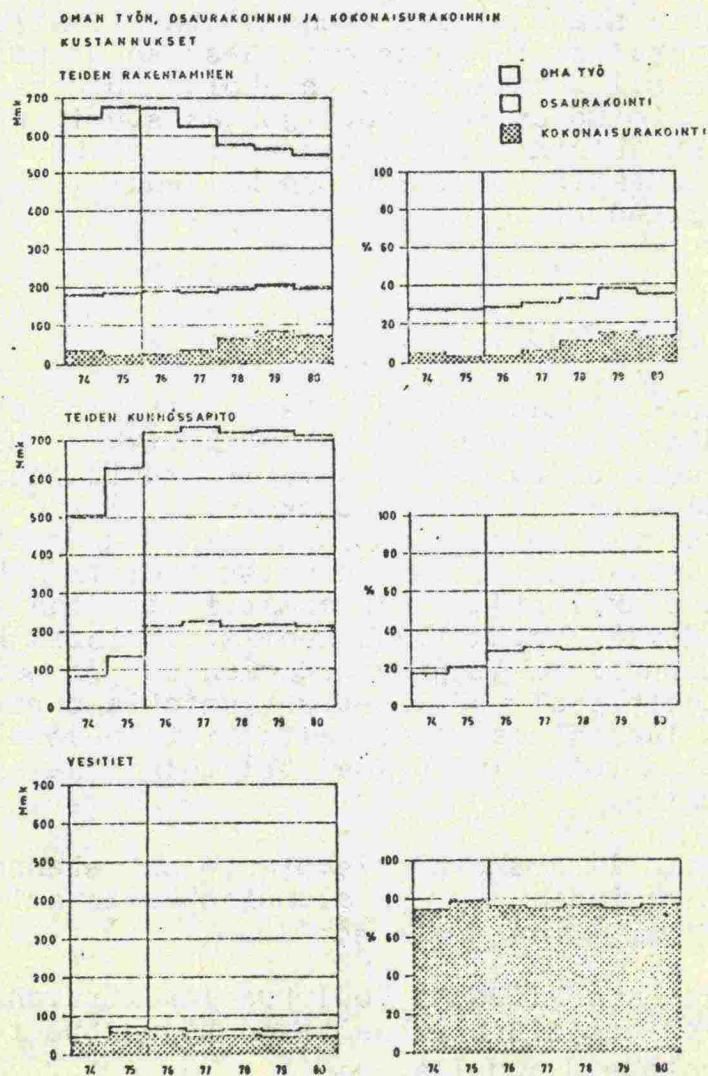 OMAN TYÖN, OSAURAKOINNIN JA KOKONAISURAKOINNIN
KUSTANNUKSET
TEIDEN RAKENTAMINEN
OMA TYÖ
OSAURAKOINTI
KOKONAISURAKOINTI
Mmk
700
600
500
400
300
200
100
0
74 75 76 77 78 79 80
%
100
80
60
40
20
0
74 75 76 77 78 79 80
TEIDEN KUNNOSSAPITO
Mmk
700
600
500
400
300
200
100
0
74 75 76 77 78 79 80
%
100
80
60
40
20
0
74 75 76 77 78 79 80
VESITIET
Mmk
700
600
500
400
300
200
100
0
74 75 76 77 78 79 80
%
100
80
60
40
20
0
74 75 76 77 78 79 80